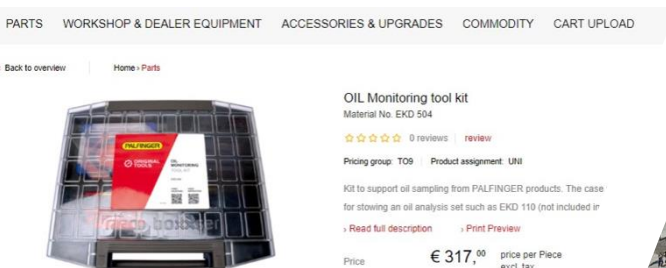 PARTS WORKSHOP & DEALER EQUIPMENT ACCESSORIES & UPGRADES COMMODITY CART UPLOAD
Back to overview Home › Parts
OIL Monitoring tool kit
Material No. EKD 504
0 reviews review
Pricing group: TO9 Product assignment: UNI
Kit to support oil sampling from PALFINGER products. The case
for stowing an oil analysis set such as EKD 110 (not included in
› Read full description › Print Preview
Price € 317,00 price per Piece
excl. tax
PALFINGER
ORIGINAL
TOOLS
OIL
MONITORING
TOOL KIT